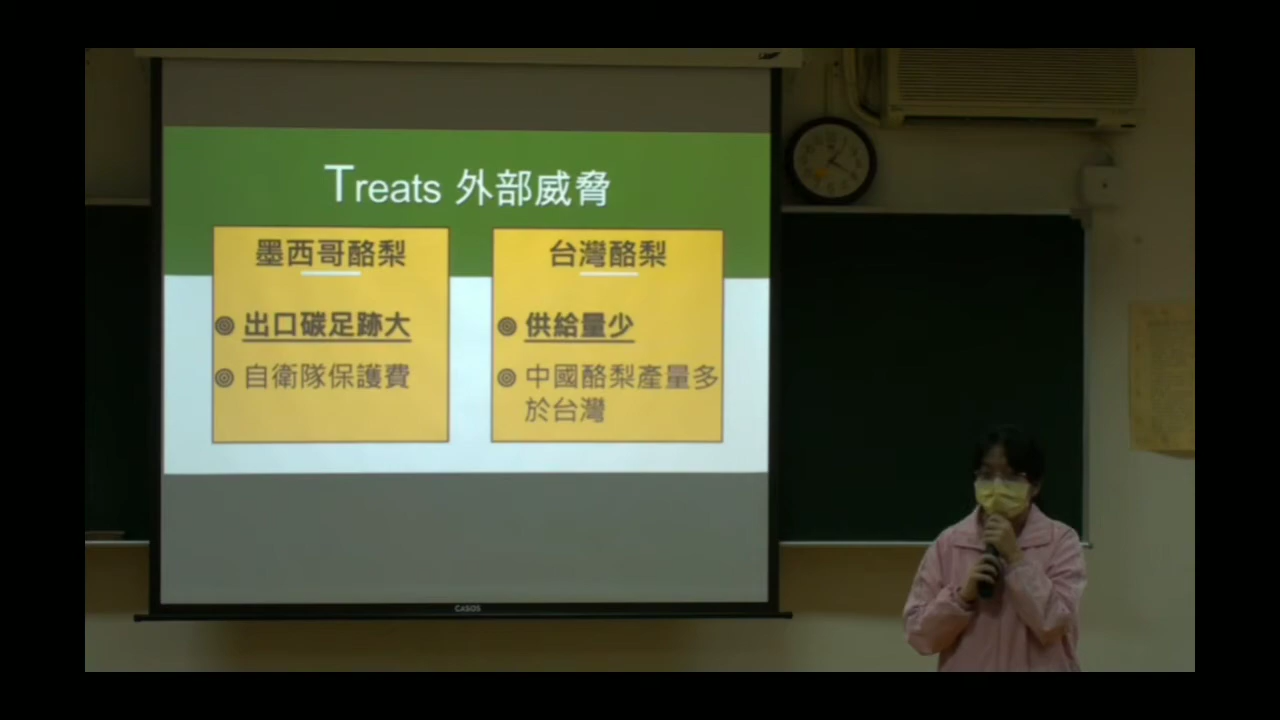 Treats 外部威脅
墨西哥酪梨
出口碳足跡大
自衛隊保護費
台灣酪梨
供給量少
中國酪梨產量多
於台灣
CASOS